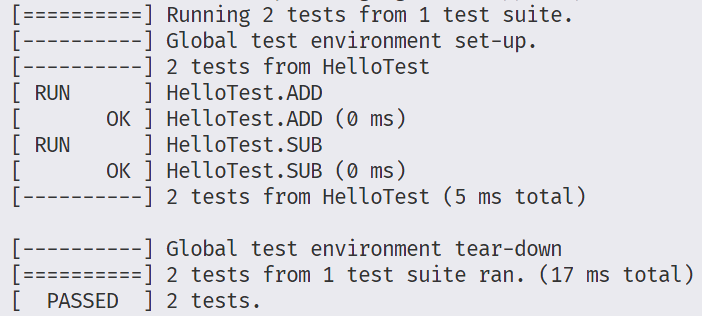 [==========] Running 2 tests from 1 test suite.
[----------] Global test environment set-up.
[----------] 2 tests from HelloTest
[ RUN      ] HelloTest.ADD
[       OK ] HelloTest.ADD (0 ms)
[ RUN      ] HelloTest.SUB
[       OK ] HelloTest.SUB (0 ms)
[----------] 2 tests from HelloTest (5 ms total)

[----------] Global test environment tear-down
[==========] 2 tests from 1 test suite ran. (17 ms total)
[  PASSED  ] 2 tests.